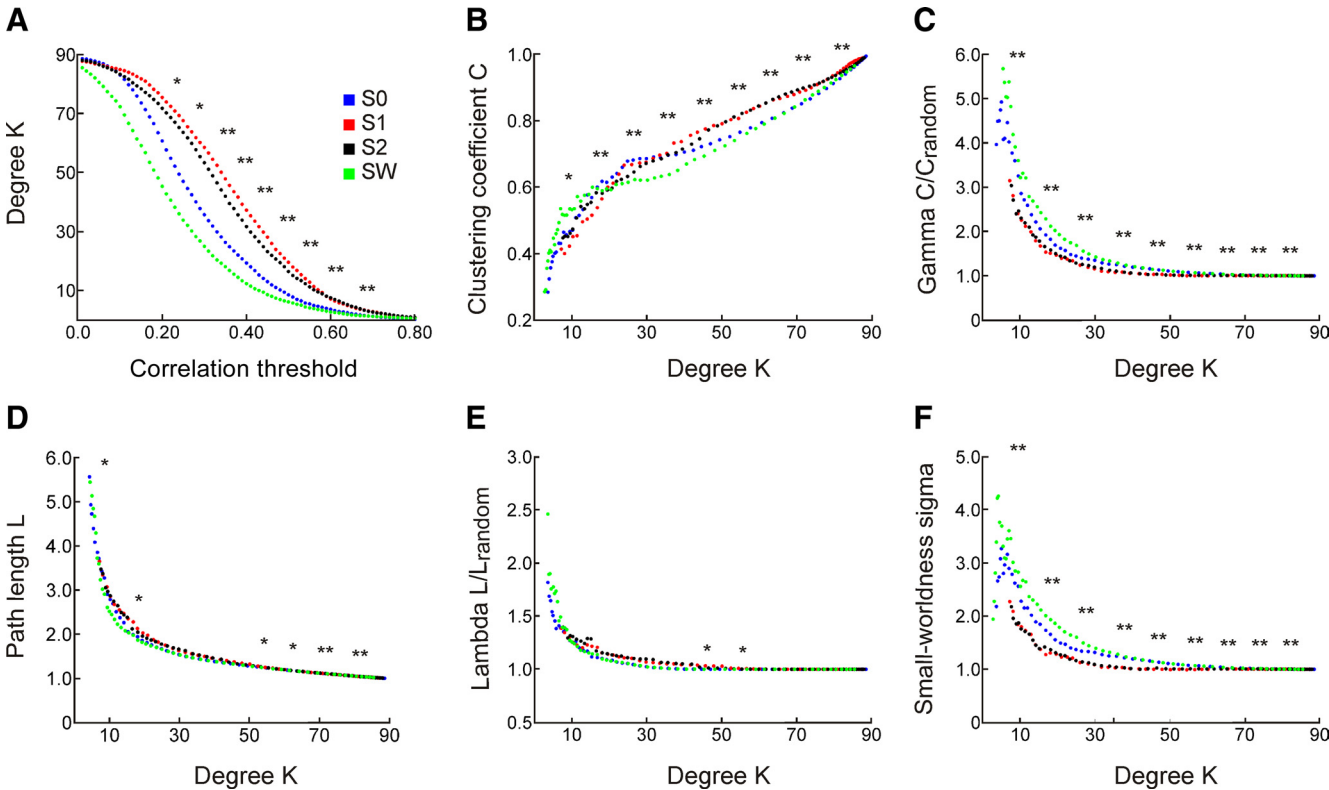 A
B
C
Degree K
90
70
50
30
10
0.0
0.20
0.40
0.60
0.80
Correlation threshold
* * ** ** ** ** ** ** **
S0
S1
S2
SW
Clustering coefficient C
1.0
0.8
0.6
0.4
0.2
10
30
50
70
90
Degree K
* ** ** ** ** ** ** ** **
Gamma C/Crandom
6.0
5.0
4.0
3.0
2.0
1.0
0
10
30
50
70
90
Degree K
** ** ** ** ** ** ** ** **
D
E
F
Path length L
6.0
5.0
4.0
3.0
2.0
1.0
0
10
30
50
70
90
Degree K
* * * * ** **
Lambda L/Lrandom
3.0
2.5
2.0
1.5
1.0
0.5
10
30
50
70
90
Degree K
* *
Small-worldness sigma
5.0
4.0
3.0
2.0
1.0
0
10
30
50
70
90
Degree K
** ** ** ** ** ** ** ** **